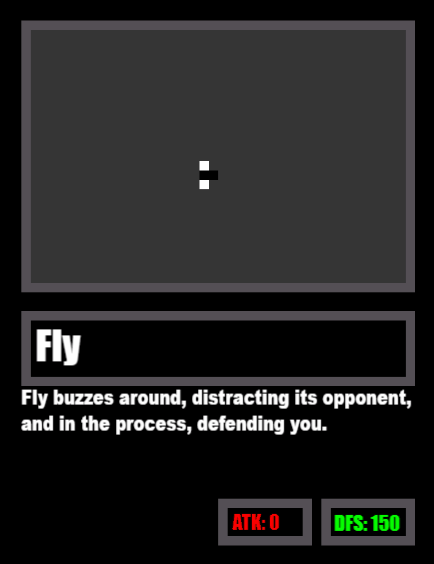 Fly
Fly buzzes around, distracting its opponent,
and in the process, defending you.
ATK: 0
DFS: 150